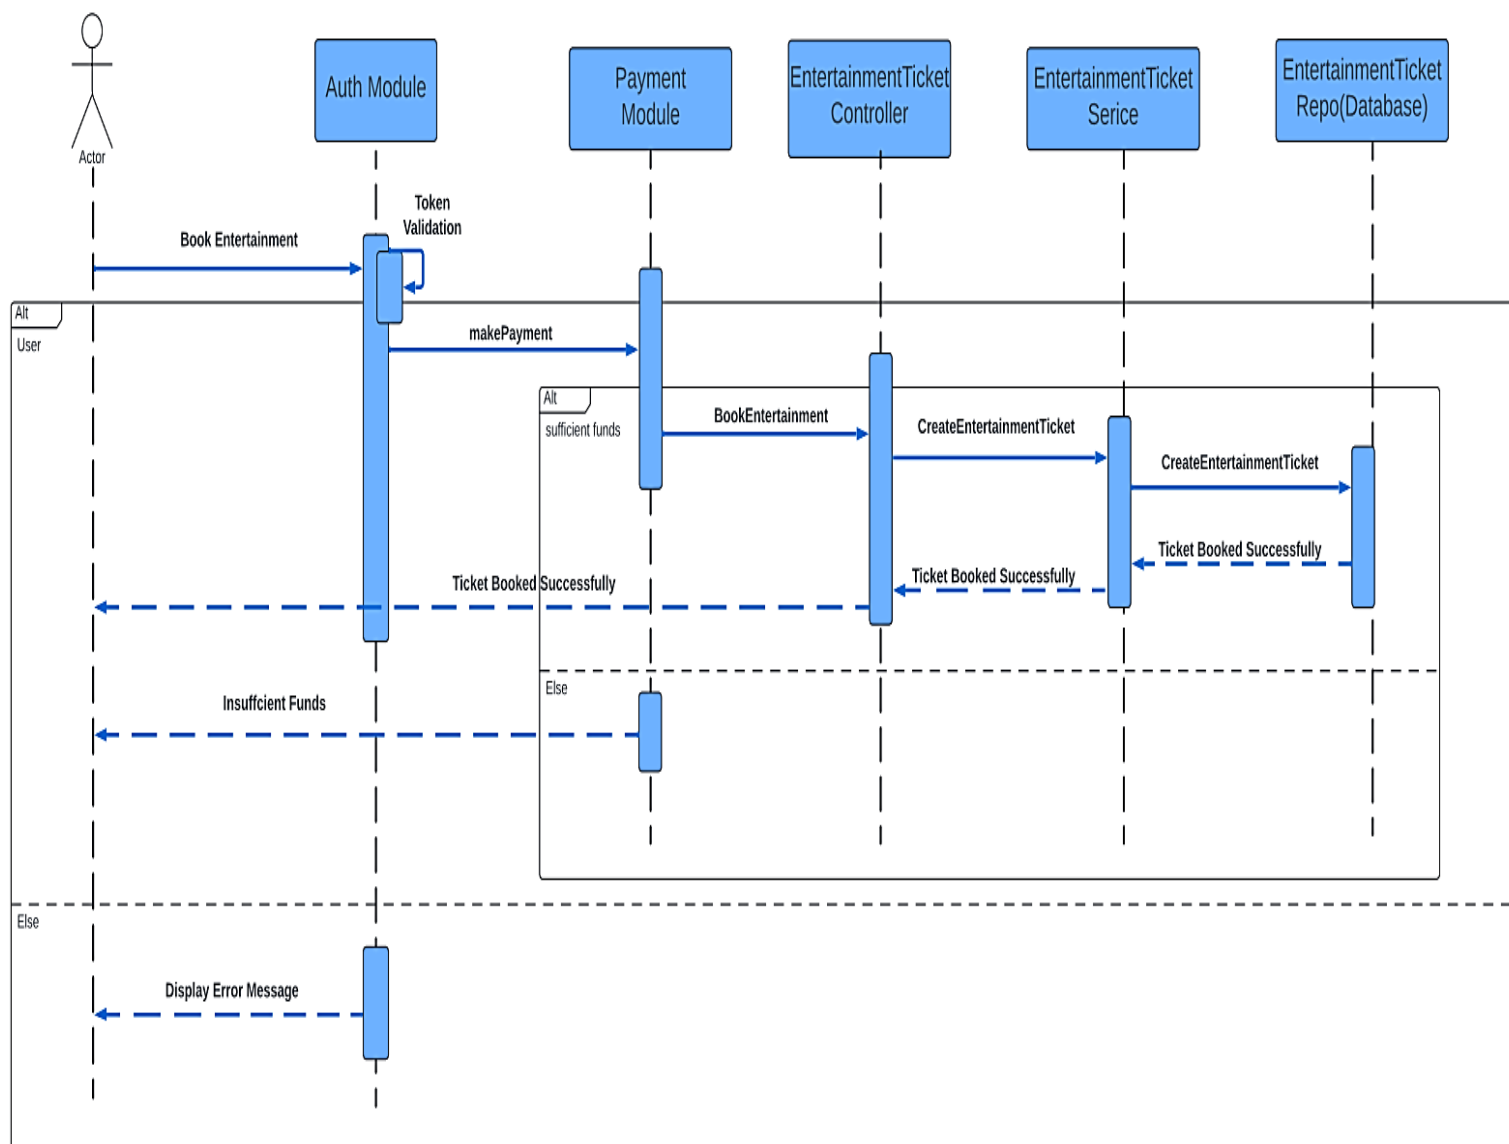 Actor
Auth Module
Payment
Module
EntertainmentTicket
Controller
EntertainmentTicket
Serice
EntertainmentTicket
Repo(Database)
Token
Validation
Book Entertainment
Alt
User
makePayment
Alt
sufficient funds
BookEntertainment
CreateEntertainmentTicket
CreateEntertainmentTicket
Ticket Booked Successfully
Ticket Booked Successfully
Ticket Booked Successfully
Else
Insuffcient Funds
Else
Display Error Message